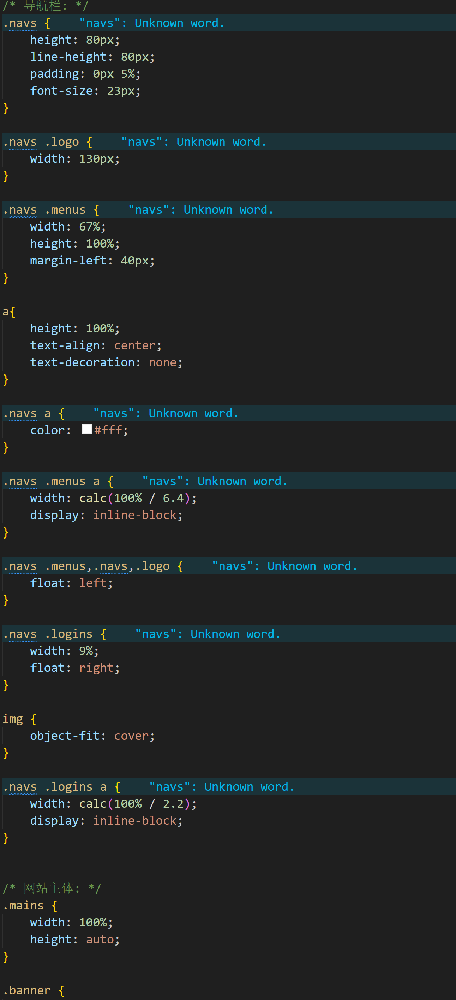 /* 导航栏: */
.navs {    "navs": Unknown word.
    height: 80px;
    line-height: 80px;
    padding: 0px 5%;
    font-size: 23px;
}
.navs .logo {    "navs": Unknown word.
    width: 130px;
}
.navs .menus {    "navs": Unknown word.
    width: 67%;
    height: 100%;
    margin-left: 40px;
}
a{
    height: 100%;
    text-align: center;
    text-decoration: none;
}
.navs a {    "navs": Unknown word.
    color: #fff;
}
.navs .menus a {    "navs": Unknown word.
    width: calc(100% / 6.4);
    display: inline-block;
}
.navs .menus,.navs,.logo {    "navs": Unknown word.
    float: left;
}
.navs .logins {    "navs": Unknown word.
    width: 9%;
    float: right;
}
img {
    object-fit: cover;
}
.navs .logins a {    "navs": Unknown word.
    width: calc(100% / 2.2);
    display: inline-block;
}
/* 网站主体: */
.mains {
    width: 100%;
    height: auto;
}
.banner {